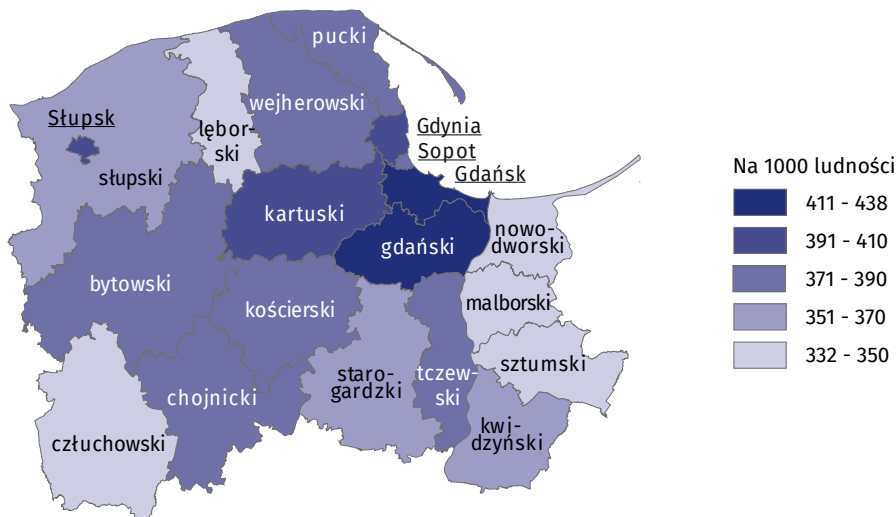 pucki
wejherowski
Słupsk
lębor-
ski
Gdynia
Sopot
Gdańsk
słupski
kartuski
gdański
nowo-
dworski
bytowski
kościerski
malborski
sztumski
staro-
gardzki
tczew-
ski
chojnicki
kwi-
dzyński
człuchowski
Na 1000 ludności
411 - 438
391 - 410
371 - 390
351 - 370
332 - 350